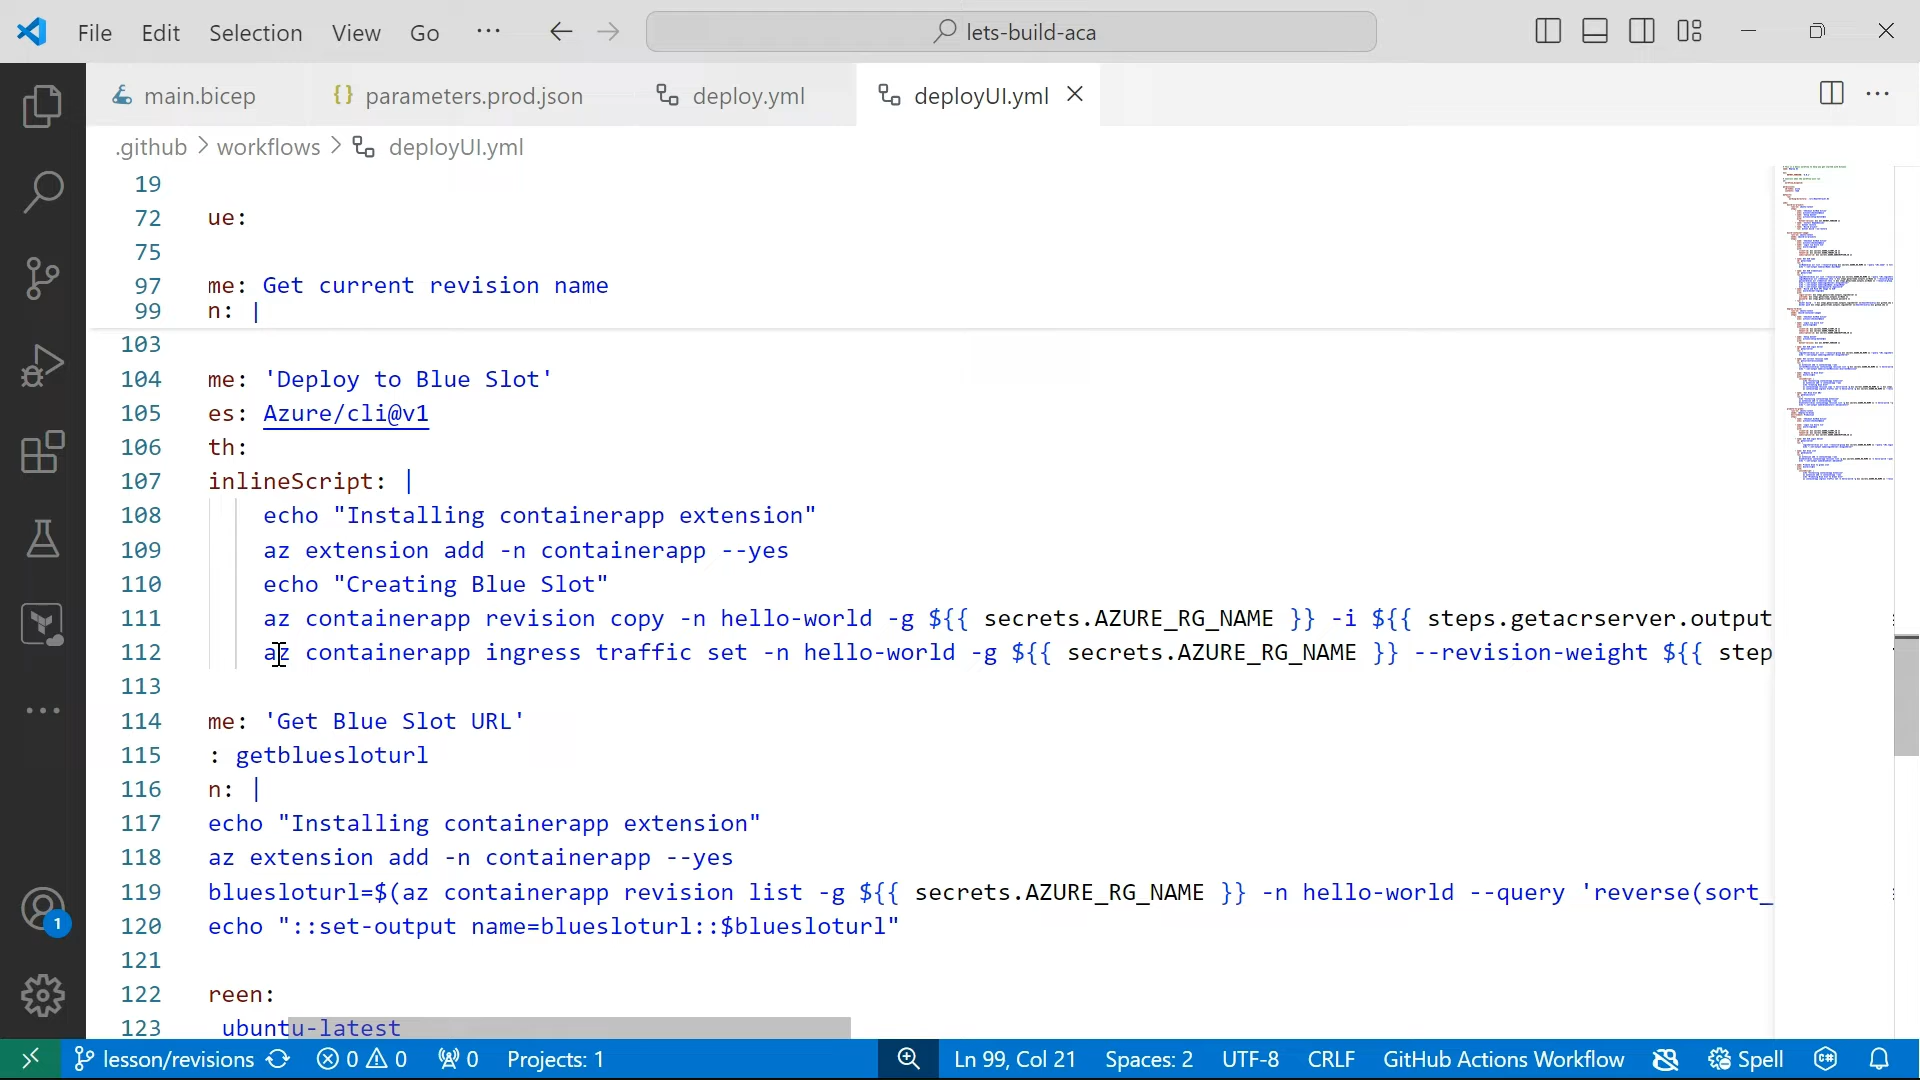 File Edit Selection View Go ··· lets-build-aca
main.bicep {} parameters.prod.json deploy.yml deployUI.yml
.github > workflows > deployUI.yml
19
72 ue:
75
97 me: Get current revision name
99 n: |
103
104 me: 'Deploy to Blue Slot'
105 es: Azure/cli@v1
106 th:
107 inlineScript: |
108 echo "Installing containerapp extension"
109 az extension add -n containerapp --yes
110 echo "Creating Blue Slot"
111 az containerapp revision copy -n hello-world -g ${{ secrets.AZURE_RG_NAME }} -i ${{ steps.getacrserver.output
112 az containerapp ingress traffic set -n hello-world -g ${{ secrets.AZURE_RG_NAME }} --revision-weight ${{ step
113
114 me: 'Get Blue Slot URL'
115 : getbluesloturl
116 n: |
117 echo "Installing containerapp extension"
118 az extension add -n containerapp --yes
119 bluesloturl=$(az containerapp revision list -g ${{ secrets.AZURE_RG_NAME }} -n hello-world --query 'reverse(sort_
120 echo "::set-output name=bluesloturl::$bluesloturl"
121
122 reen:
123 ubuntu-latest
1
lesson/revisions 0 0 0 Projects: 1 Ln 99, Col 21 Spaces: 2 UTF-8 CRLF GitHub Actions Workflow Spell